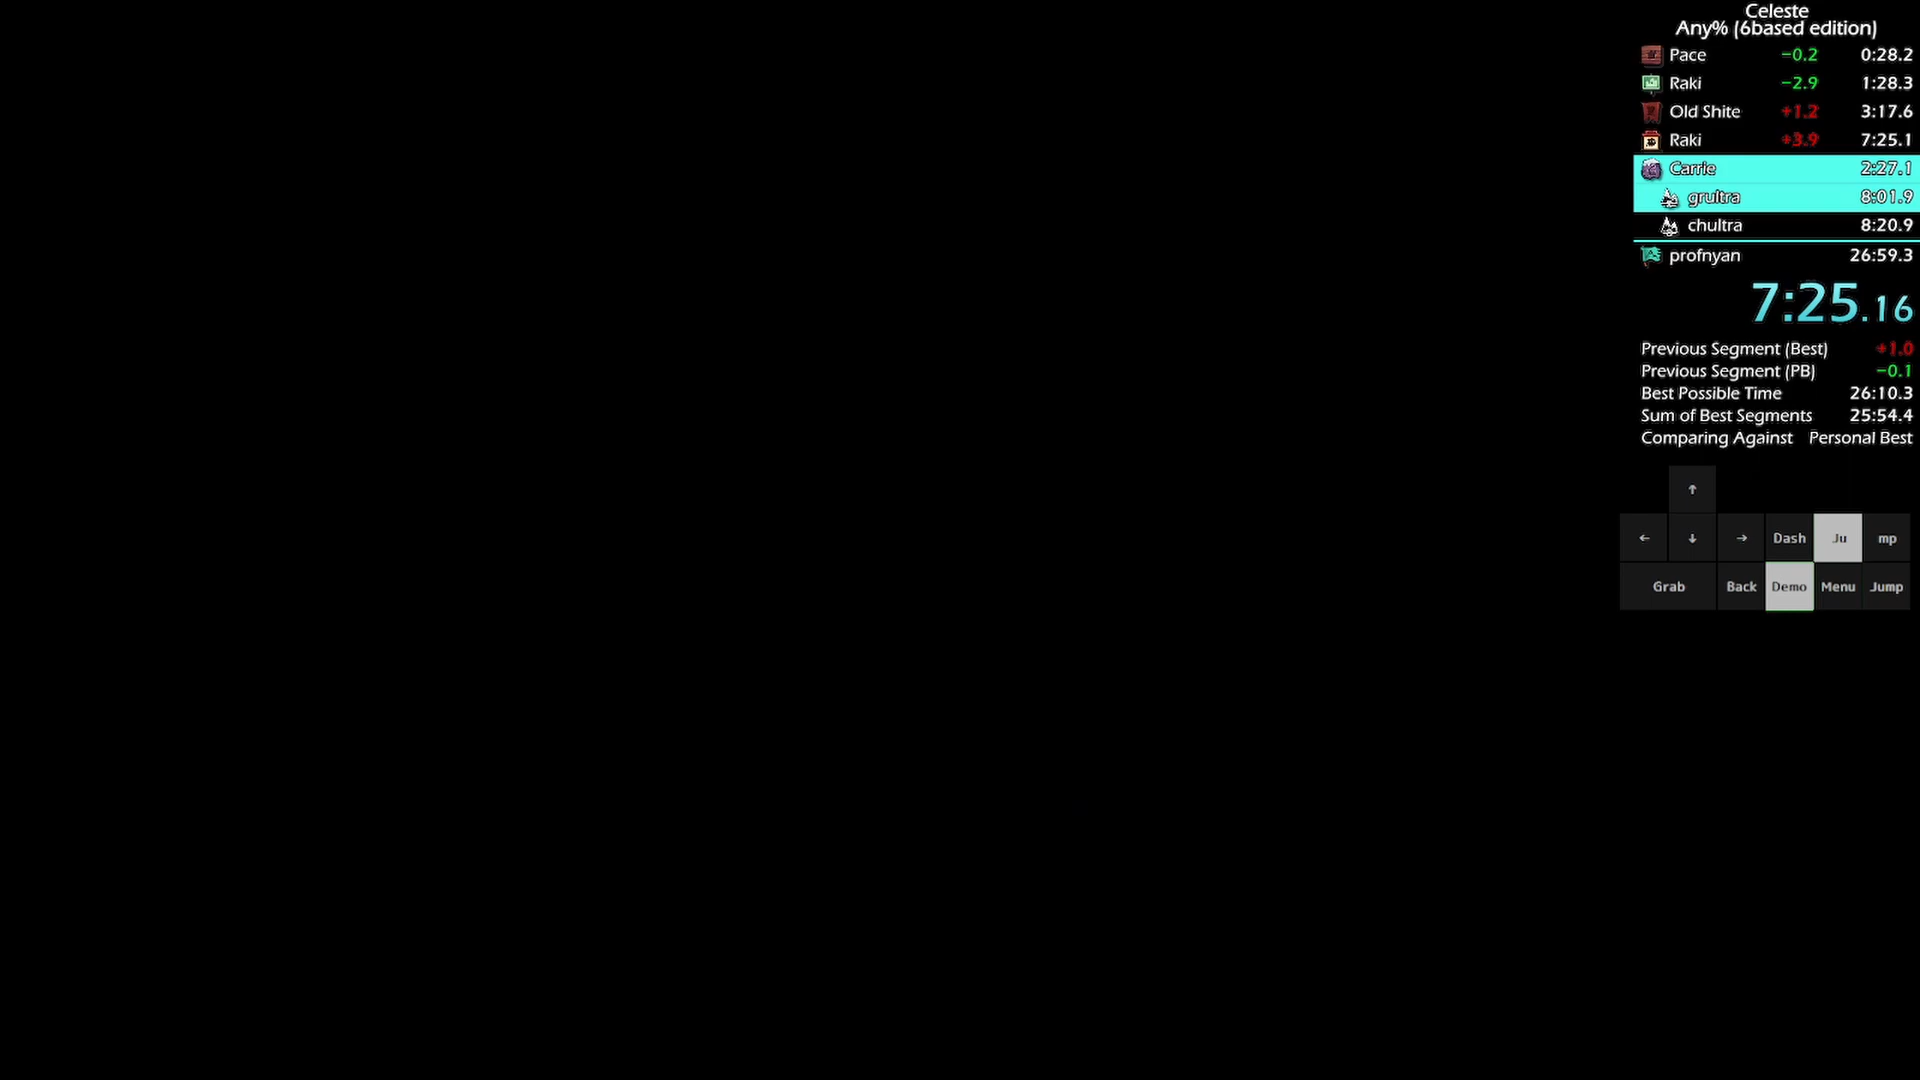 Celeste
Any% (6based edition)
Pace −0.2 0:28.2
Raki −2.9 1:28.3
Old Shite +1.2 3:17.6
Raki +3.9 7:25.1
Carrie 2:27.1
grultra 8:01.9
chultra 8:20.9
profnyan 26:59.3
7:25.16
Previous Segment (Best) +1.0
Previous Segment (PB) −0.1
Best Possible Time 26:10.3
Sum of Best Segments 25:54.4
Comparing Against Personal Best
↑
← ↓ → Dash Ju mp
Grab Back Demo Menu Jump